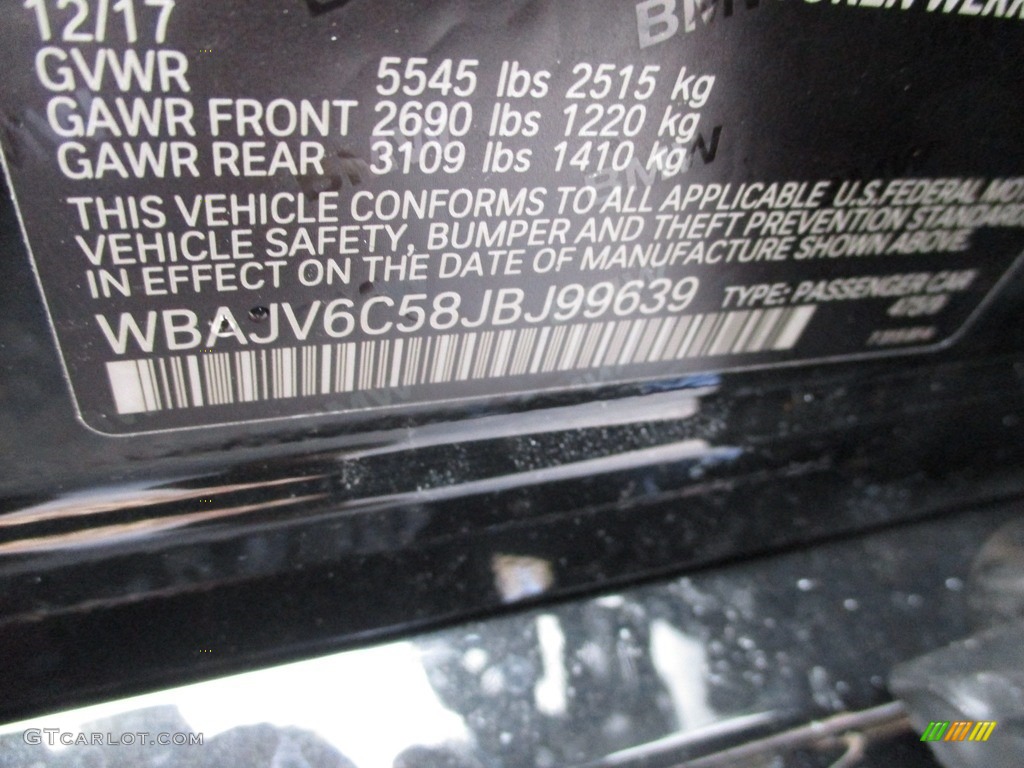 12/17
BMW
GVWR 5545 lbs 2515 kg
GAWR FRONT 2690 lbs 1220 kg
GAWR REAR 3109 lbs 1410 kg
THIS VEHICLE CONFORMS TO ALL APPLICABLE U.S. FEDERAL
VEHICLE SAFETY, BUMPER AND THEFT PREVENTION STANDARDS
IN EFFECT ON THE DATE OF MANUFACTURE SHOWN ABOVE.
WBAJV6C58JBJ99639 TYPE: PASSENGER CAR
GTCARLOT.COM